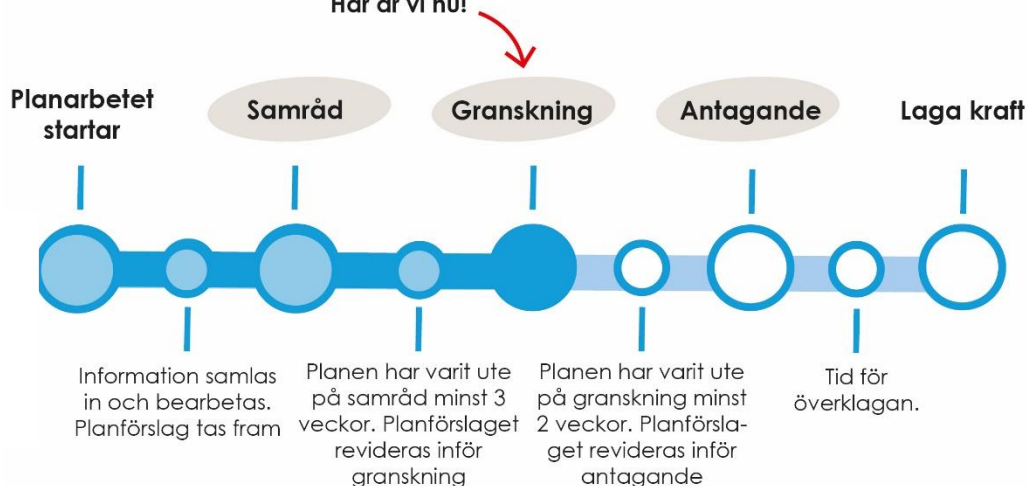 Här är vi nu!
Planarbetet
startar
Samråd
Granskning
Antagande
Laga kraft
Information samlas
in och bearbetas.
Planförslag tas fram
Planen har varit ute
på samråd minst 3
veckor. Planförslaget
revideras inför
granskning
Planen har varit ute
på granskning minst
2 veckor. Planförsla-
get revideras inför
antagande
Tid för
överklagan.